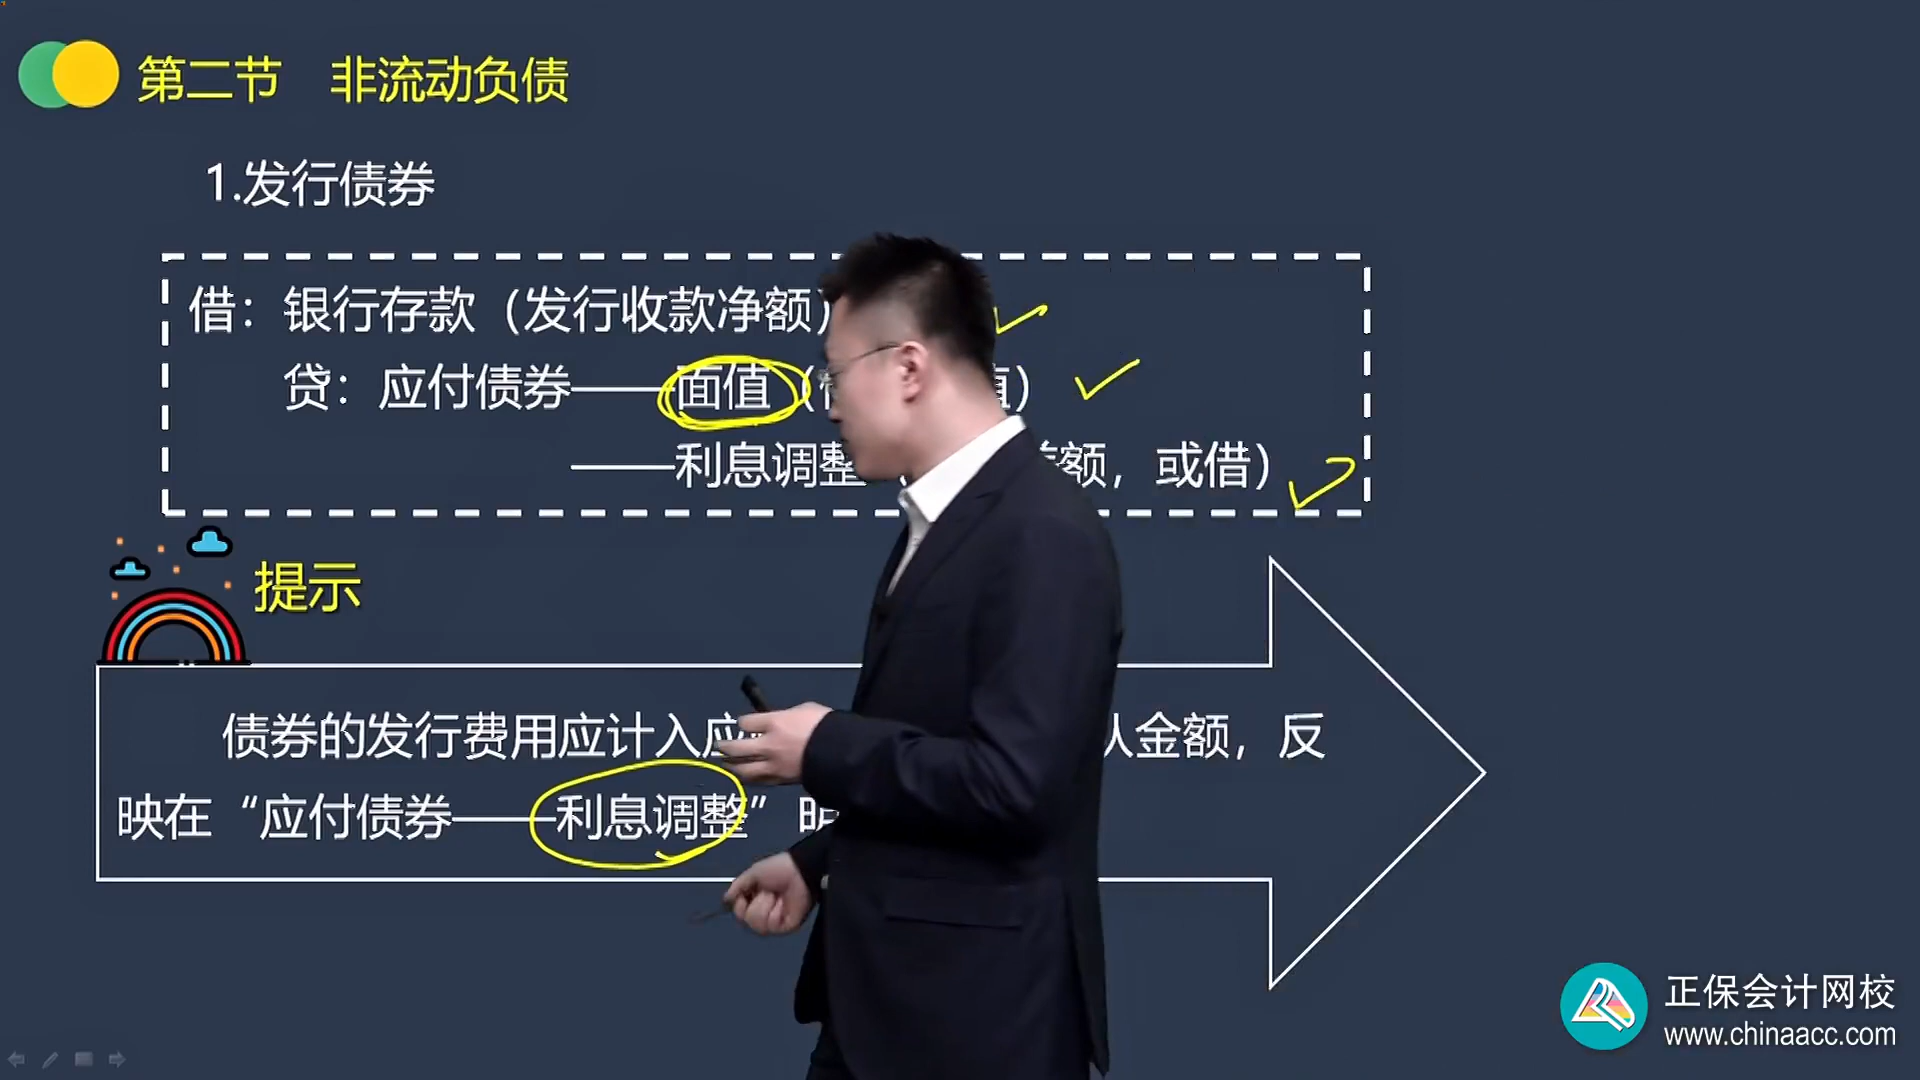 第二节 非流动负债
1.发行债券
借：银行存款（发行收款净额）
贷：应付债券——面值（ 值）
——利息调整 额，或借）
提示
债券的发行费用应计入应 金额，反
映在“应付债券——利息调整”明
正保会计网校
www.chinaacc.com